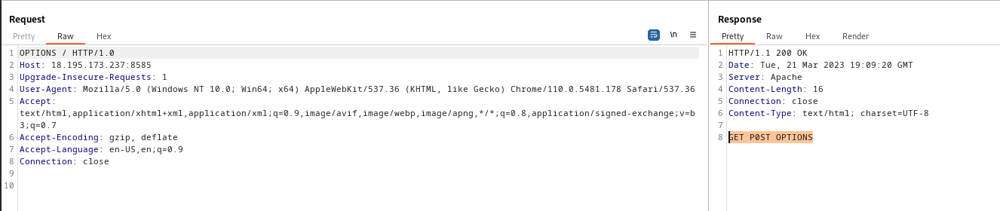 Request
Response
Pretty Raw Hex
\n
Pretty Raw Hex Render
1 OPTIONS / HTTP/1.0
2 Host: 18.195.173.237:8585
3 Upgrade-Insecure-Requests: 1
4 User-Agent: Mozilla/5.0 (Windows NT 10.0; Win64; x64) AppleWebKit/537.36 (KHTML, like Gecko) Chrome/110.0.5481.178 Safari/537.36
5 Accept:
text/html,application/xhtml+xml,application/xml;q=0.9,image/avif,image/webp,image/apng,*/*;q=0.8,application/signed-exchange;v=b
3;q=0.7
6 Accept-Encoding: gzip, deflate
7 Accept-Language: en-US,en;q=0.9
8 Connection: close
9
10
1 HTTP/1.1 200 OK
2 Date: Tue, 21 Mar 2023 19:09:20 GMT
3 Server: Apache
4 Content-Length: 16
5 Connection: close
6 Content-Type: text/html; charset=UTF-8
7
8 GET P0ST OPTIONS